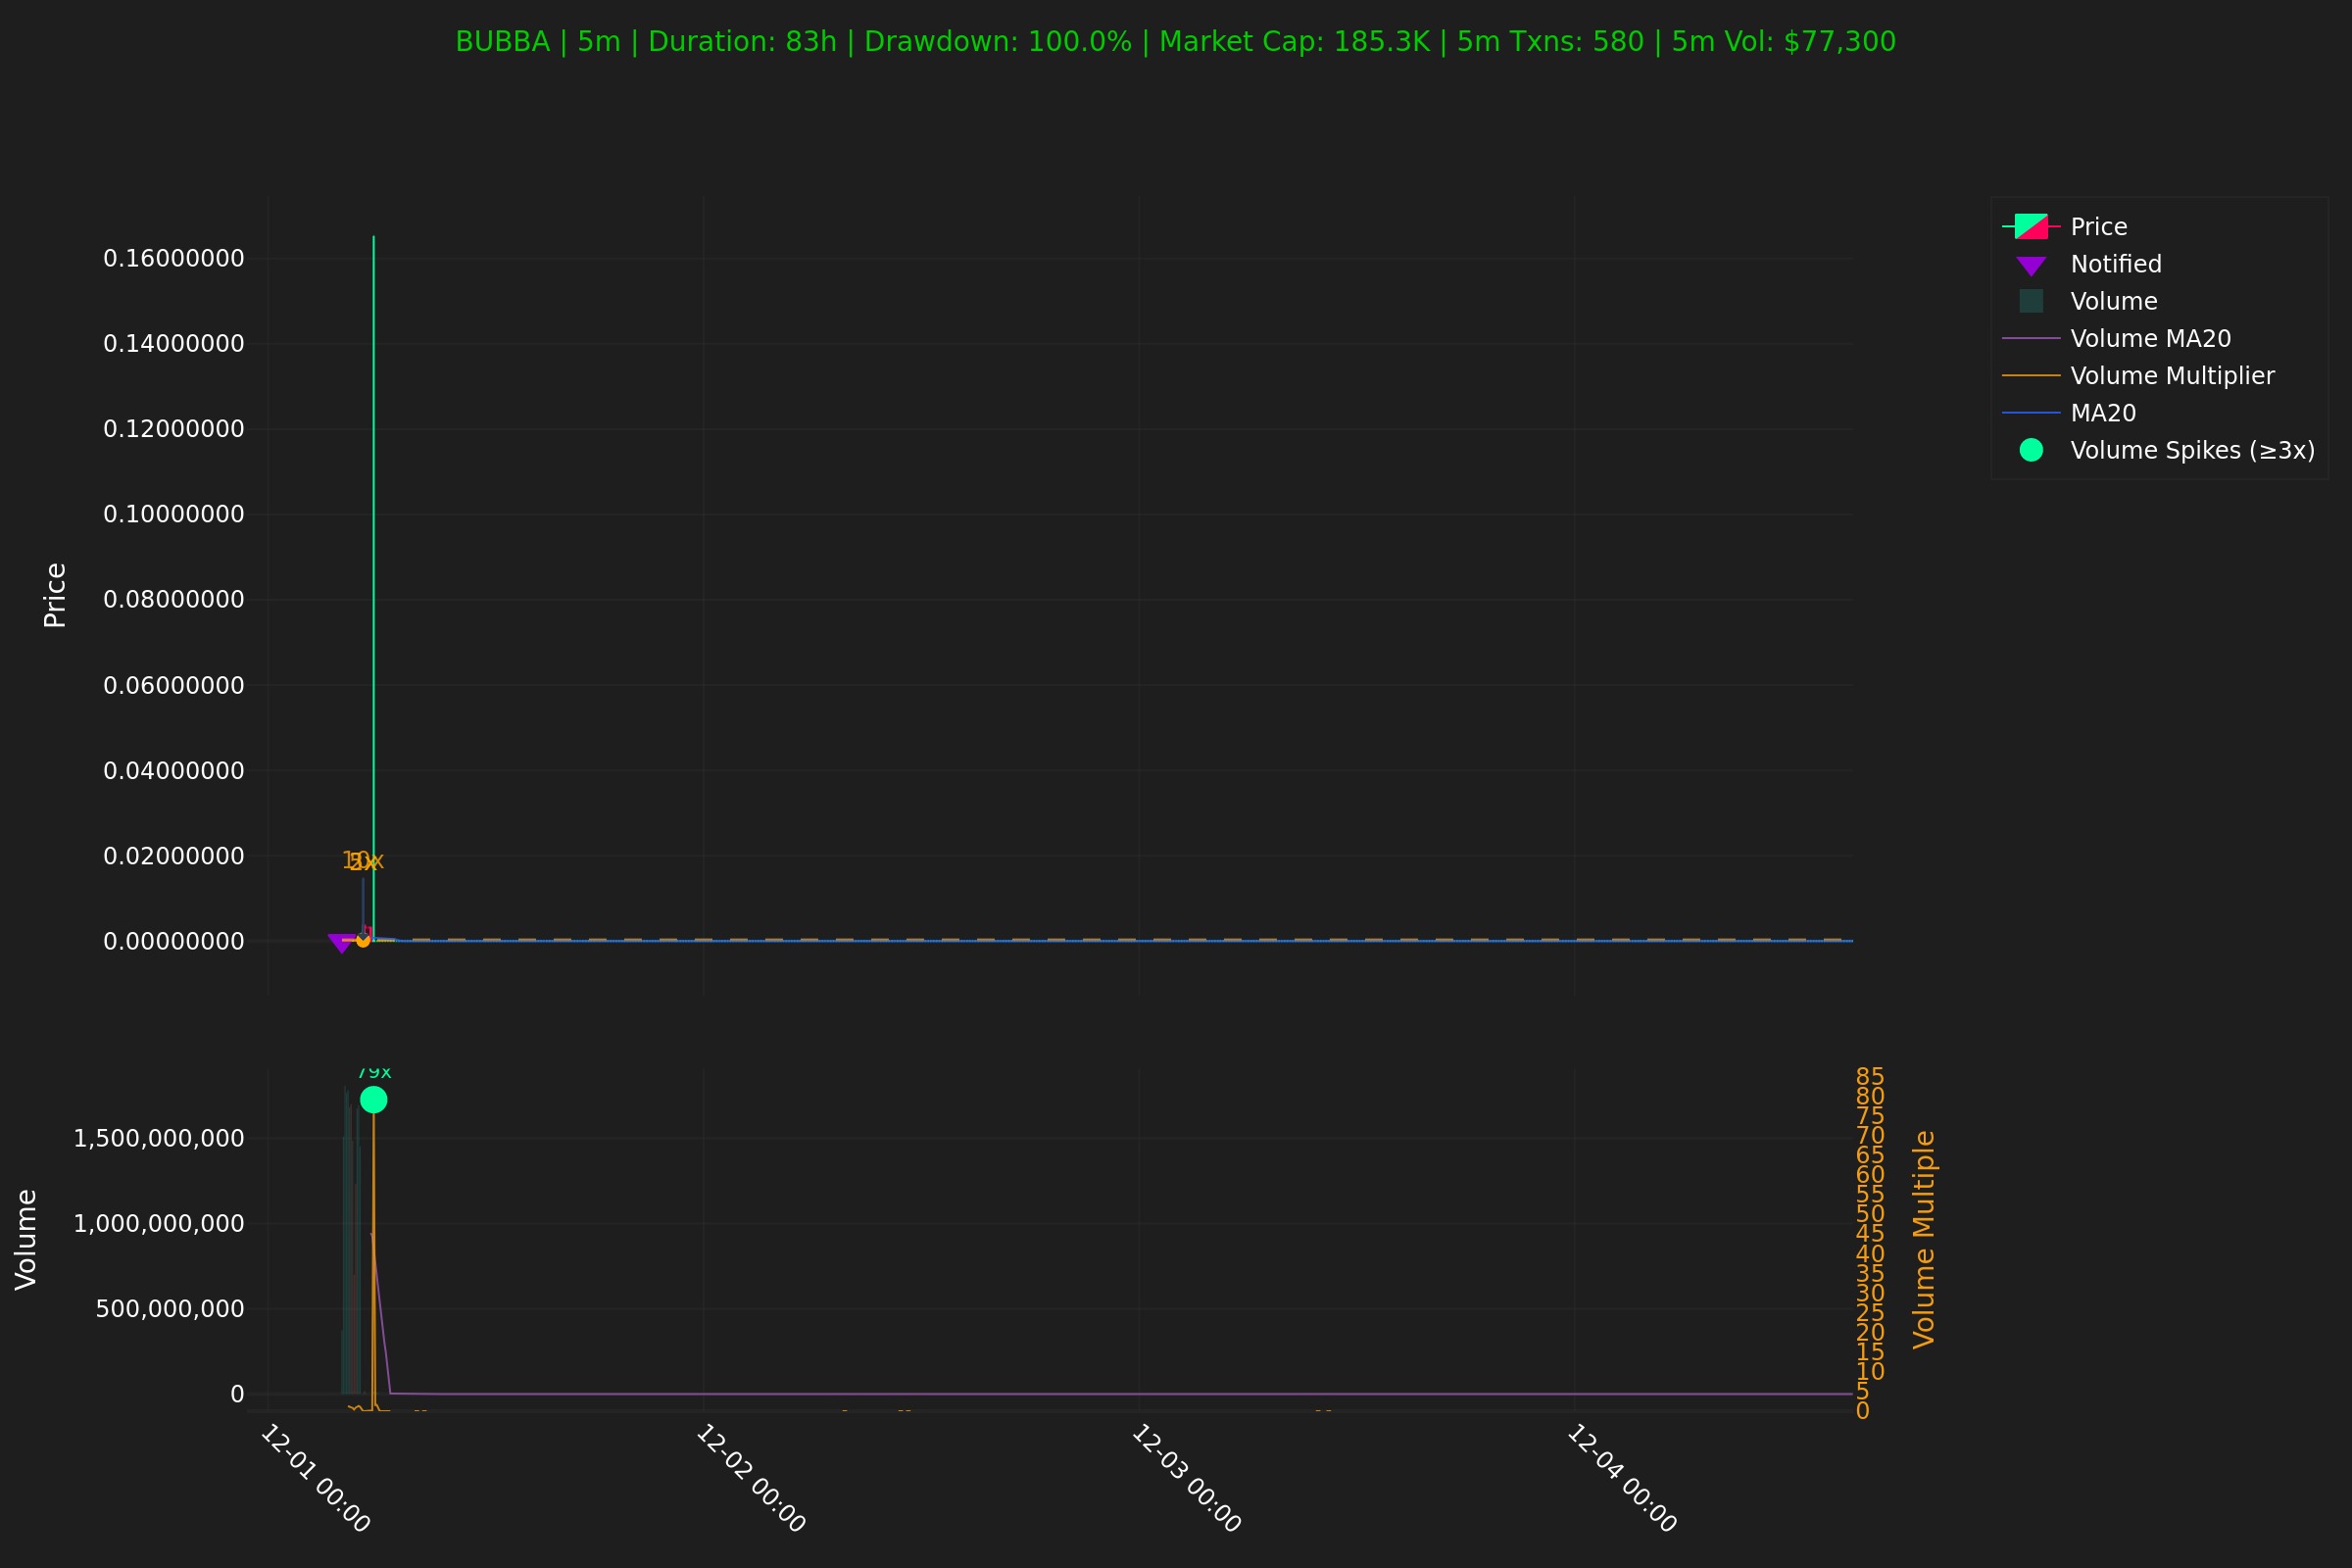 BUBBA | 5m | Duration: 83h | Drawdown: 100.0% | Market Cap: 185.3K | 5m Txns: 580 | 5m Vol: $77,300
Price
0.16000000
0.14000000
0.12000000
0.10000000
0.08000000
0.06000000
0.04000000
0.02000000
0.00000000
10x
Price
Notified
Volume
Volume MA20
Volume Multiplier
MA20
Volume Spikes (≥3x)
79x
Volume
1,500,000,000
1,000,000,000
500,000,000
0
85
80
75
70
65
60
55
50
45
40
35
30
25
20
15
10
5
0
Volume Multiple
12-01 00:00
12-02 00:00
12-03 00:00
12-04 00:00